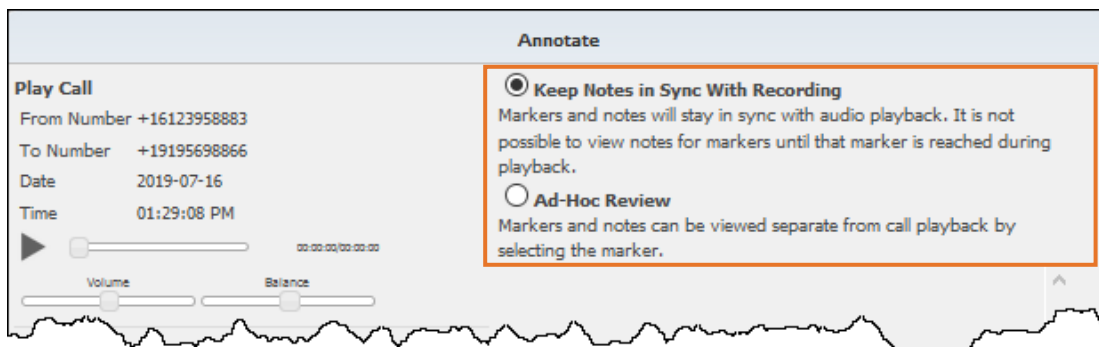 Annotate
Play Call
From Number +16123958883
To Number +19195698866
Date 2019-07-16
Time 01:29:08 PM
00:00:00/00:00:00
Volume Balance
Keep Notes in Sync With Recording
Markers and notes will stay in sync with audio playback. It is not
possible to view notes for markers until that marker is reached during
playback.
Ad-Hoc Review
Markers and notes can be viewed separate from call playback by
selecting the marker.